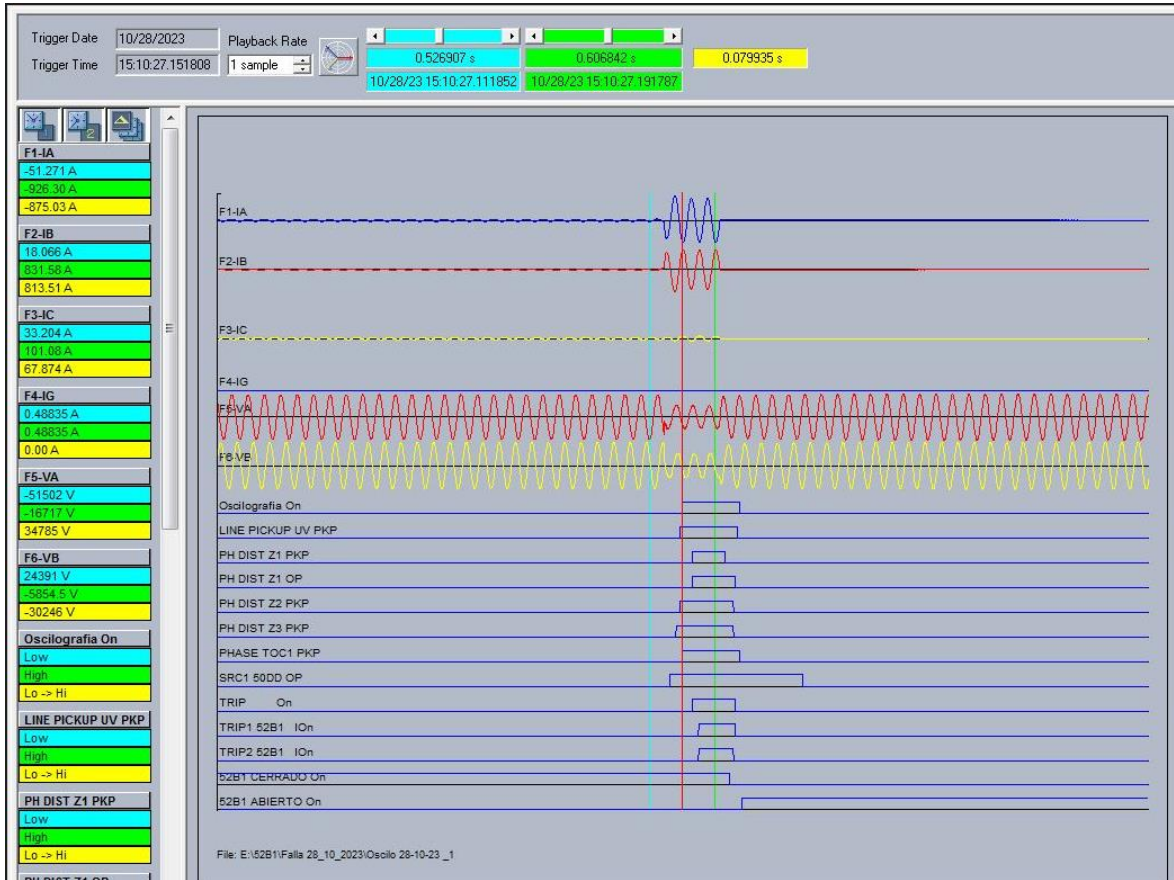 Trigger Date 10/28/2023
Trigger Time 15:10:27.151808
Playback Rate
1 sample
0.526907 s 0.606842 s 0.079935 s
10/28/23 15:10:27.111852 10/28/23 15:10:27.191787
2
F1-IA
-51.271 A
-926.30 A
-875.03 A
F2-IB
18.066 A
831.58 A
813.51 A
F3-IC
33.204 A
101.08 A
67.874 A
F4-IG
0.48835 A
0.48835 A
0.00 A
F5-VA
-51502 V
-16717 V
34785 V
F6-VB
24391 V
-5854.5 V
-30246 V
Oscilografia On
Low
High
Lo -> Hi
LINE PICKUP UV PKP
Low
High
Lo -> Hi
PH DIST Z1 PKP
Low
High
Lo -> Hi
PH DIST Z1 OP
F1-IA
F2-IB
F3-IC
F4-IG
F5-VA
F6-VB
Oscilografia On
LINE PICKUP UV PKP
PH DIST Z1 PKP
PH DIST Z1 OP
PH DIST Z2 PKP
PH DIST Z3 PKP
PHASE TOC1 PKP
SRC1 50DD OP
TRIP On
TRIP1 52B1 IOn
TRIP2 52B1 IOn
52B1 CERRADO On
52B1 ABIERTO On
File: E:\52B1\Falla 28_10_2023\Oscilo 28-10-23 _1